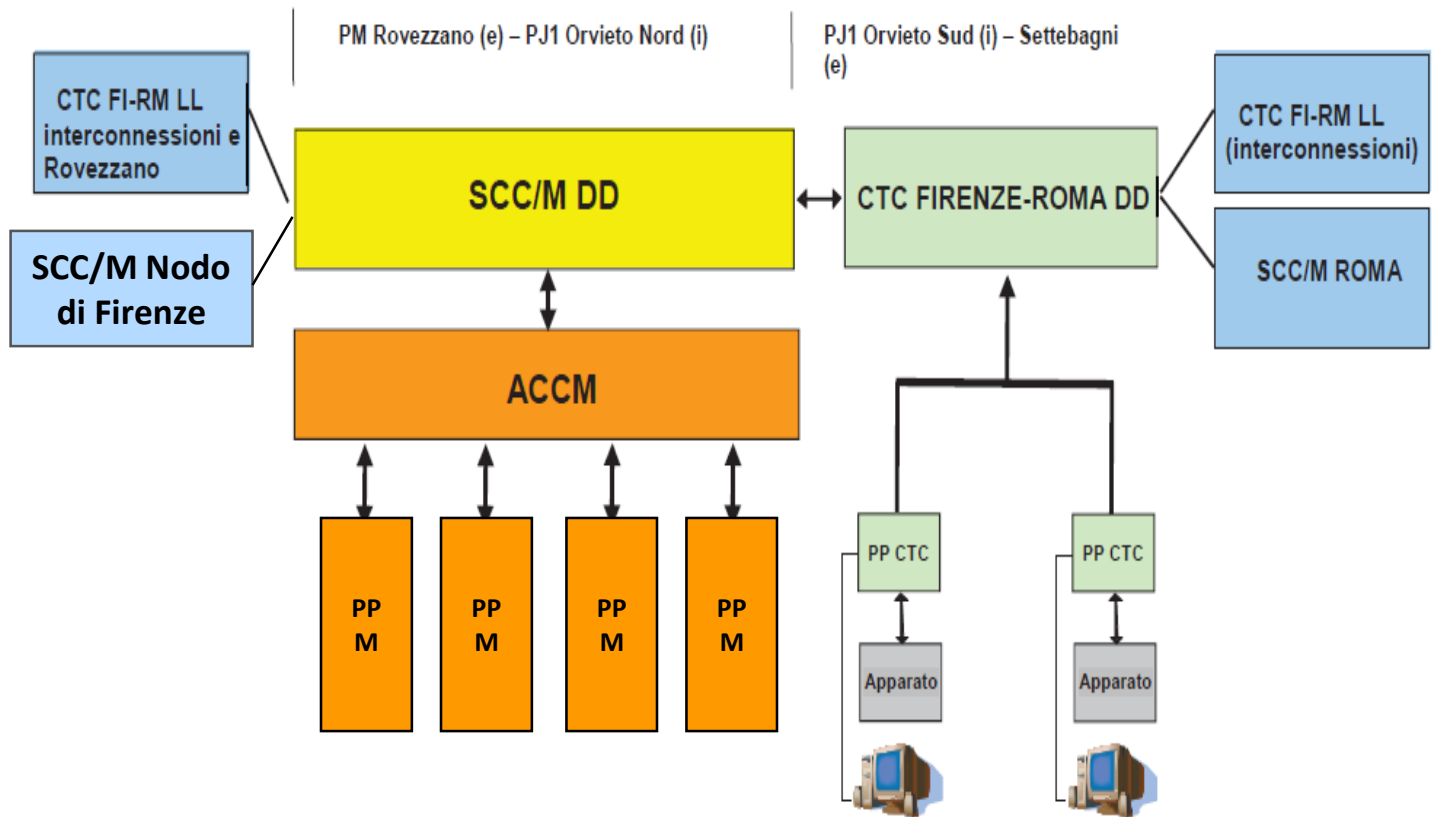 PM Rovezzano (e) – PJ1 Orvieto Nord (i)
PJ1 Orvieto Sud (i) – Settebagni
(e)
CTC FI-RM LL
interconnessioni e
Rovezzano
SCC/M Nodo
di Firenze
SCC/M DD
CTC FIRENZE-ROMA DD
CTC FI-RM LL
(interconnessioni)
SCC/M ROMA
ACCM
PP
M
PP
M
PP
M
PP
M
PP CTC
PP CTC
Apparato
Apparato